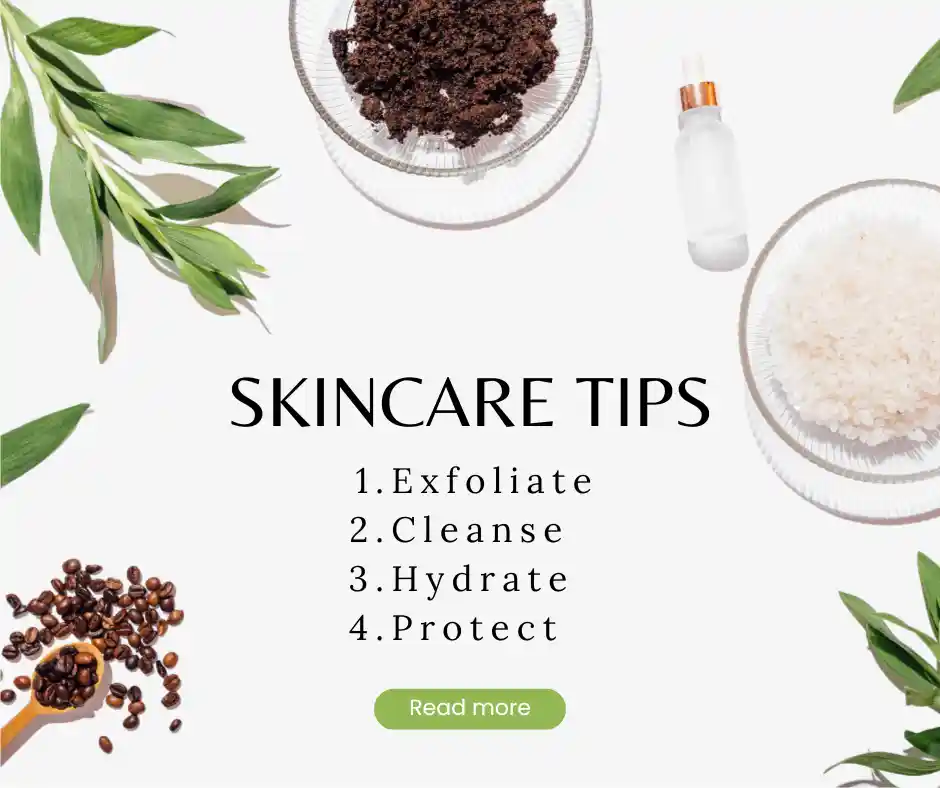 SKINCARE TIPS
1.Exfoliate
2.Cleanse
3.Hydrate
4.Protect
Read more